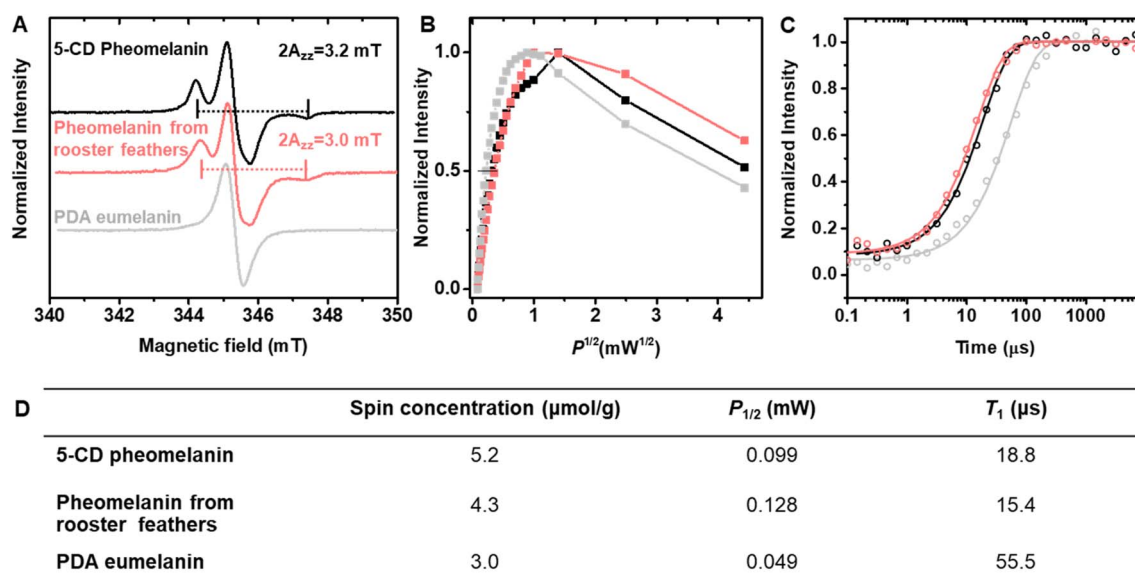 A
5-CD Pheomelanin
2Azz=3.2 mT
Pheomelanin from
rooster feathers
2Azz=3.0 mT
PDA eumelanin
Normalized Intensity
340 342 344 346 348 350
Magnetic field (mT)
B
1.0
0.5
0.0
Normalized Intensity
0 1 2 3 4
P1/2(mW1/2)
C
1.0
0.8
0.6
0.4
0.2
0.0
Normalized Intensity
0.1 1 10 100 1000
Time (μs)
D
Spin concentration (μmol/g) P1/2 (mW) T1 (μs)
5-CD pheomelanin 5.2 0.099 18.8
Pheomelanin from
rooster feathers 4.3 0.128 15.4
PDA eumelanin 3.0 0.049 55.5